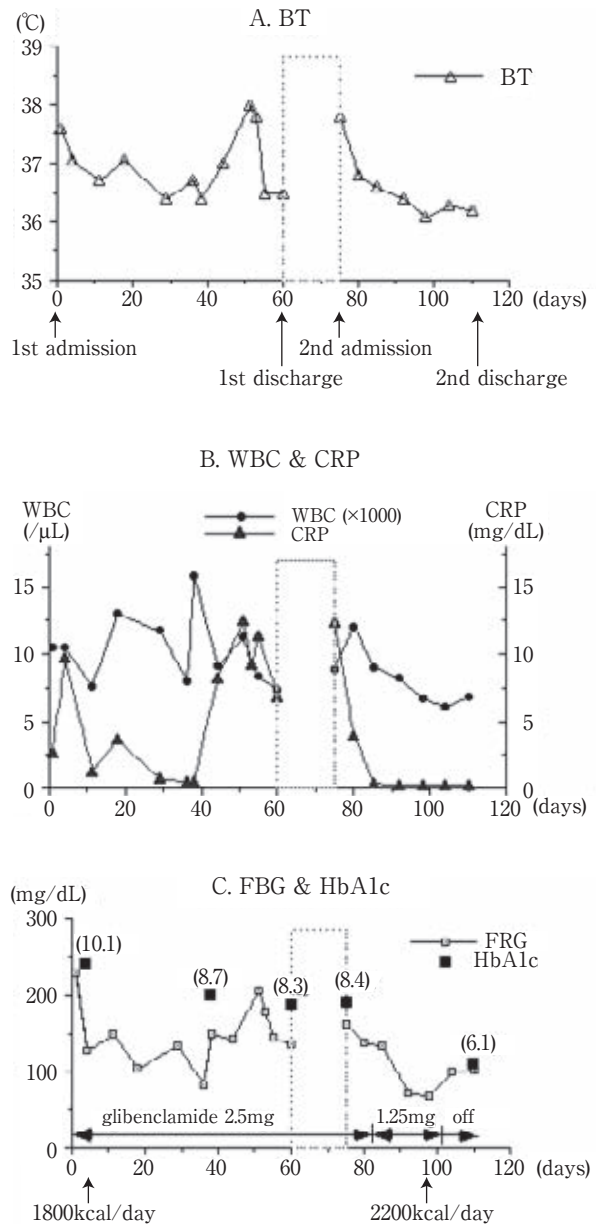 A. BT
(℃)
39
38
37
36
35
BT
0 20 40 60 80 100 120 (days)
1st admission
1st discharge
2nd admission
2nd discharge
B. WBC & CRP
WBC
(/μL)
WBC (×1000)
CRP
CRP
(mg/dL)
15 15
10 10
5 5
0 0
0 20 40 60 80 100 120 (days)
C. FBG & HbA1c
(mg/dL)
300
200
100
0
FRG
HbA1c
(10.1)
(8.7)
(8.3)
(8.4)
(6.1)
glibenclamide 2.5mg 1.25mg off
0 20 40 60 80 100 120 (days)
1800kcal/day 2200kcal/day